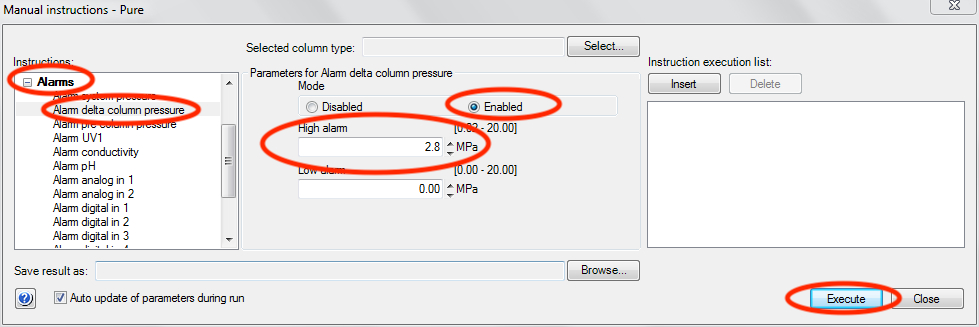 Manual instructions - Pure
Selected column type:
Select...
Instructions:
Alarms
Alarm system pressure
Alarm delta column pressure
Alarm pre column pressure
Alarm UV1
Alarm conductivity
Alarm pH
Alarm analog in 1
Alarm analog in 2
Alarm digital in 1
Alarm digital in 2
Alarm digital in 3
Parameters for Alarm delta column pressure
Mode
Disabled
Enabled
High alarm [0.02 - 20.00]
2.8 MPa
Low alarm [0.00 - 20.00]
0.00 MPa
Instruction execution list:
Insert
Delete
Save result as:
Browse...
Auto update of parameters during run
Execute
Close